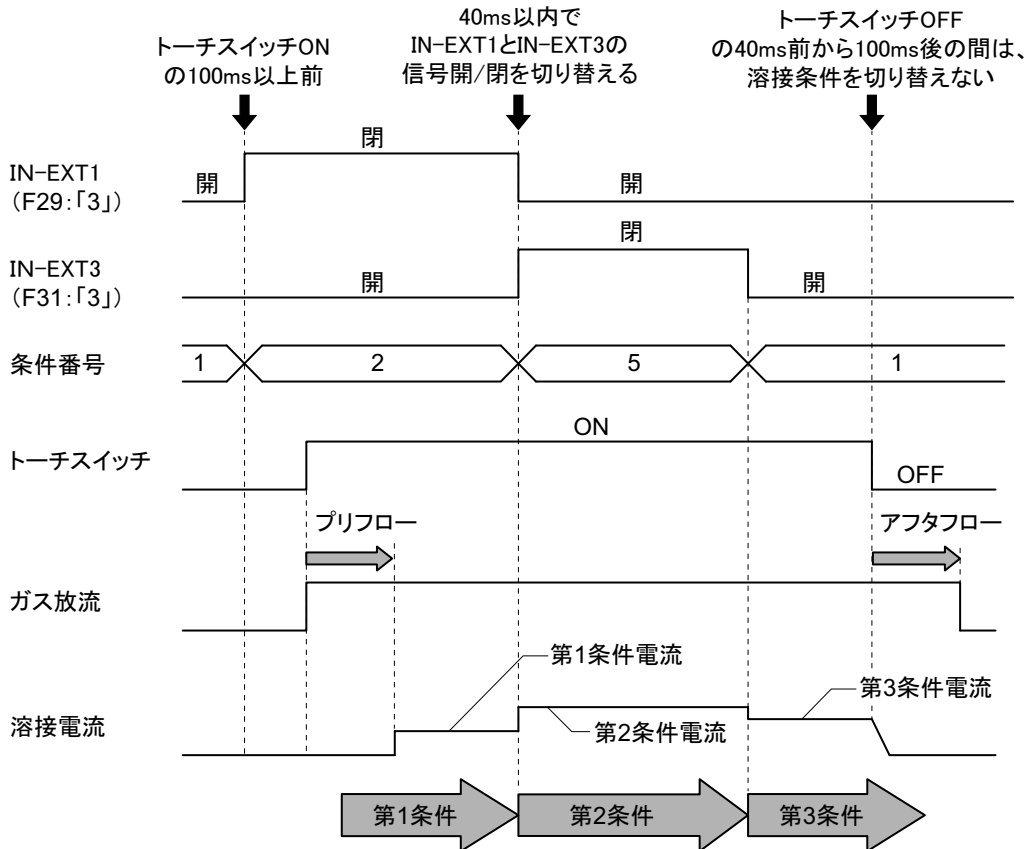 トーチスイッチON
の100ms以上前
40ms以内で
IN-EXT1とIN-EXT3の
信号開/閉を切り替える
トーチスイッチOFF
の40ms前から100ms後の間は、
溶接条件を切り替えない
IN-EXT1
(F29:「3」)
開
閉
開
IN-EXT3
(F31:「3」)
開
閉
開
条件番号
1
2
5
1
トーチスイッチ
ON
OFF
プリフロー
アフタフロー
ガス放流
溶接電流
第1条件電流
第2条件電流
第3条件電流
第1条件
第2条件
第3条件